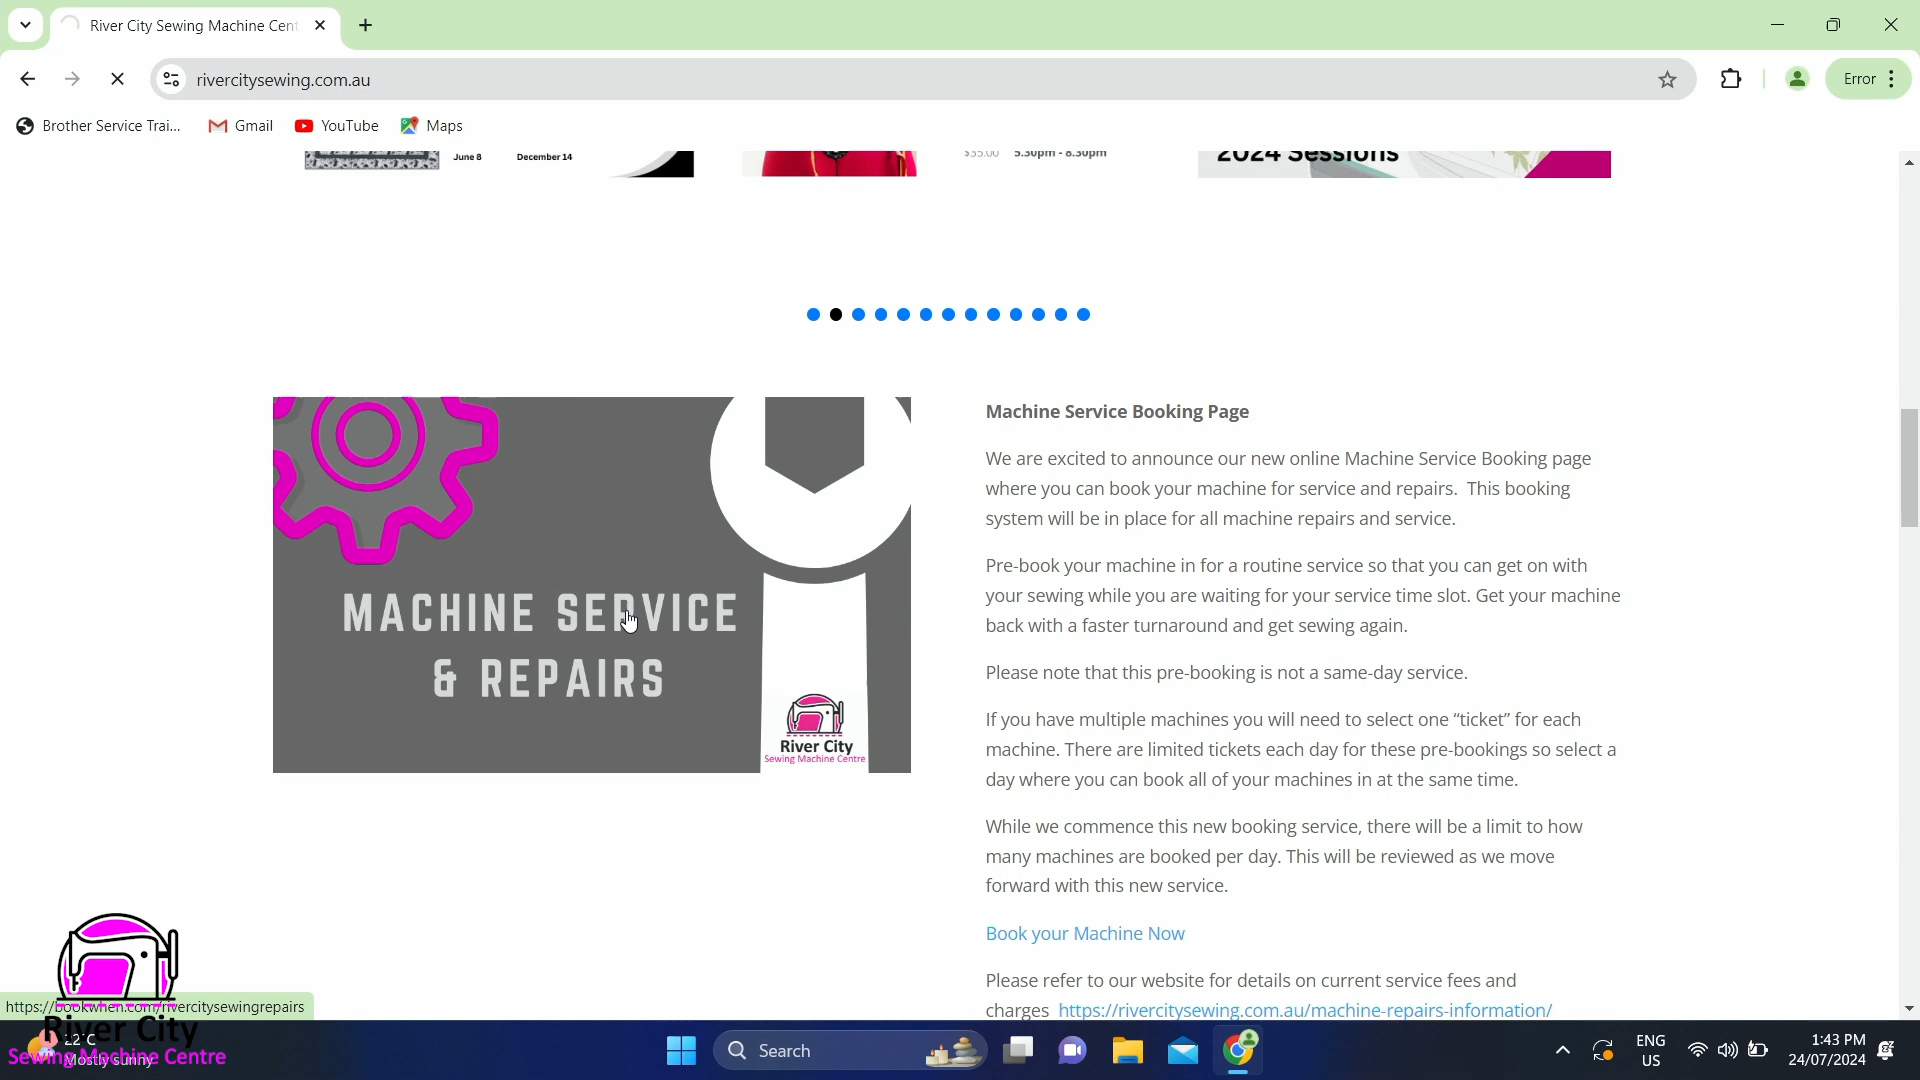 River City Sewing Machine Cent
rivercitysewing.com.au
Error
Brother Service Trai...
Gmail
YouTube
Maps
June 8
December 14
$35.00 5.30pm - 8.30pm
2024 Sessions
MACHINE SERVICE
& REPAIRS
River City
Sewing Machine Centre
Machine Service Booking Page
We are excited to announce our new online Machine Service Booking page
where you can book your machine for service and repairs. This booking
system will be in place for all machine repairs and service.
Pre-book your machine in for a routine service so that you can get on with
your sewing while you are waiting for your service time slot. Get your machine
back with a faster turnaround and get sewing again.
Please note that this pre-booking is not a same-day service.
If you have multiple machines you will need to select one “ticket” for each
machine. There are limited tickets each day for these pre-bookings so select a
day where you can book all of your machines in at the same time.
While we commence this new booking service, there will be a limit to how
many machines are booked per day. This will be reviewed as we move
forward with this new service.
Book your Machine Now
Please refer to our website for details on current service fees and
charges https://rivercitysewing.com.au/machine-repairs-information/
https://bookwhen.com/rivercitysewingrepairs
River City
Sewing Machine Centre
22°C
Mostly sunny
Search
ENG
US
1:43 PM
24/07/2024